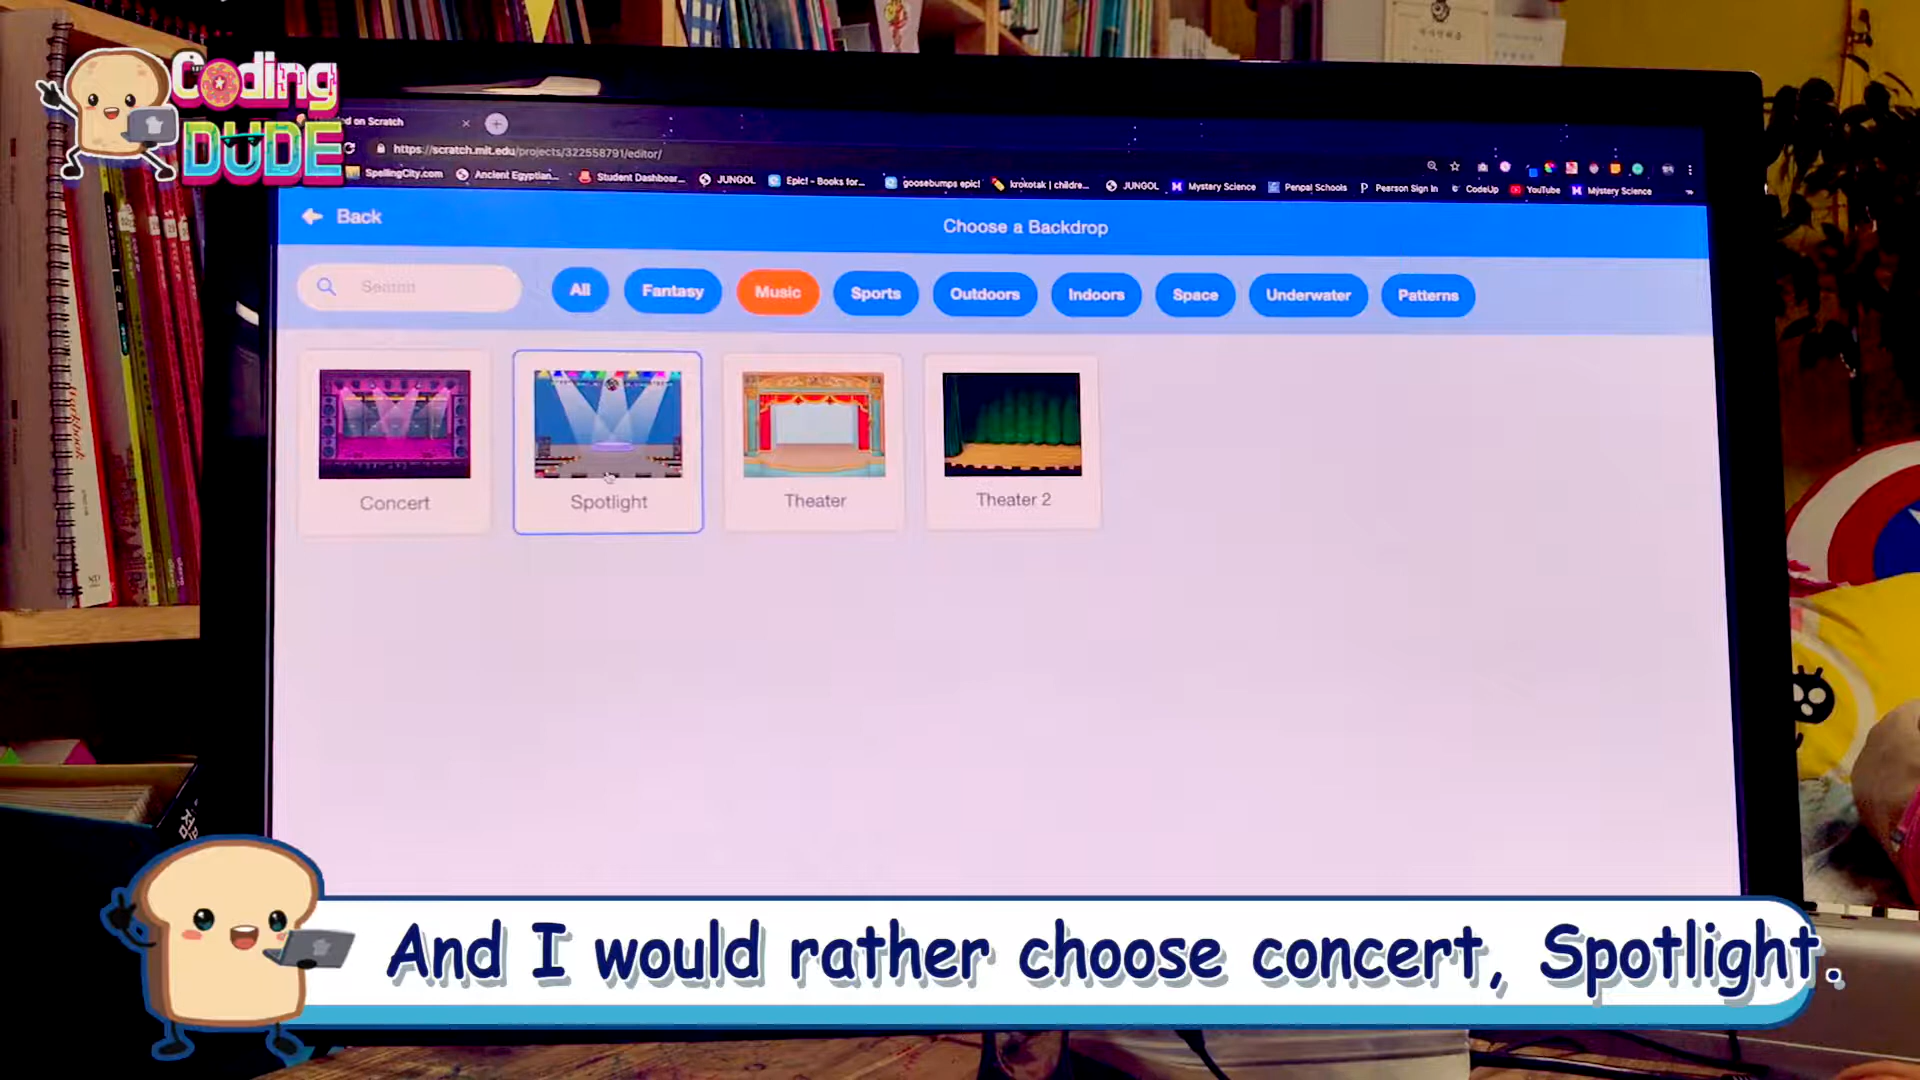 Coding
DUDE
d on Scratch
https://scratch.mit.edu/projects/322558791/editor/
SpellingCity.com
Ancient Egyptian...
Student Dashboar...
JUNGOL
Epic! - Books for...
goosebumps epic!
krokotak | childre...
JUNGOL
Mystery Science
Penpal Schools
Pearson Sign In
CodeUp
YouTube
Mystery Science
Back
Choose a Backdrop
Search
All
Fantasy
Music
Sports
Outdoors
Indoors
Space
Underwater
Patterns
Concert
Spotlight
Theater
Theater 2
And I would rather choose concert, Spotlight.